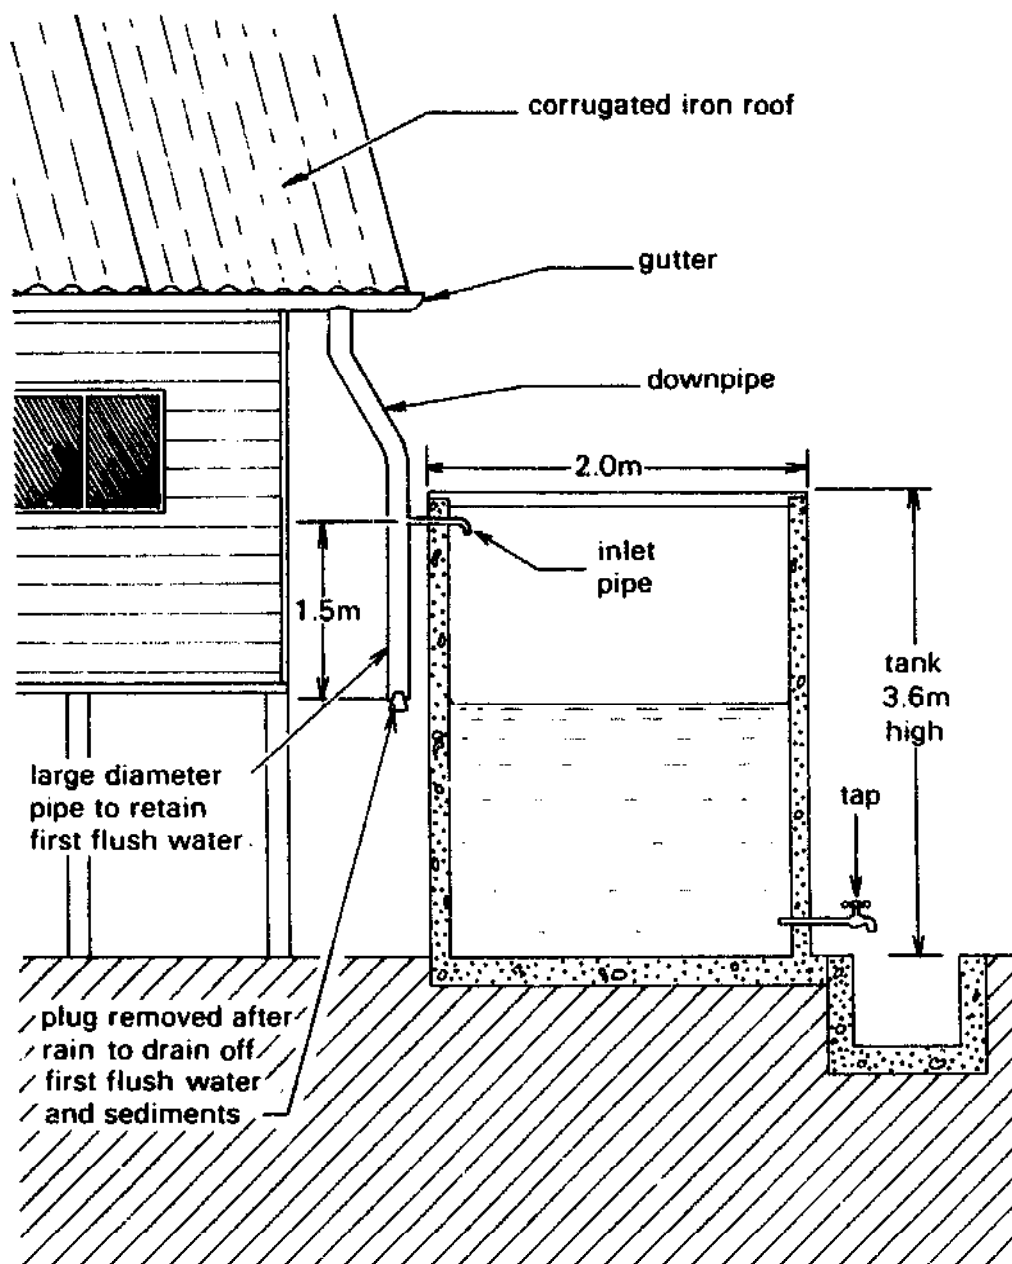 corrugated iron roof
gutter
downpipe
2.0m
inlet
pipe
1.5m
tank
3.6m
high
large diameter
pipe to retain
first flush water
tap
plug removed after
rain to drain off
first flush water
and sediments